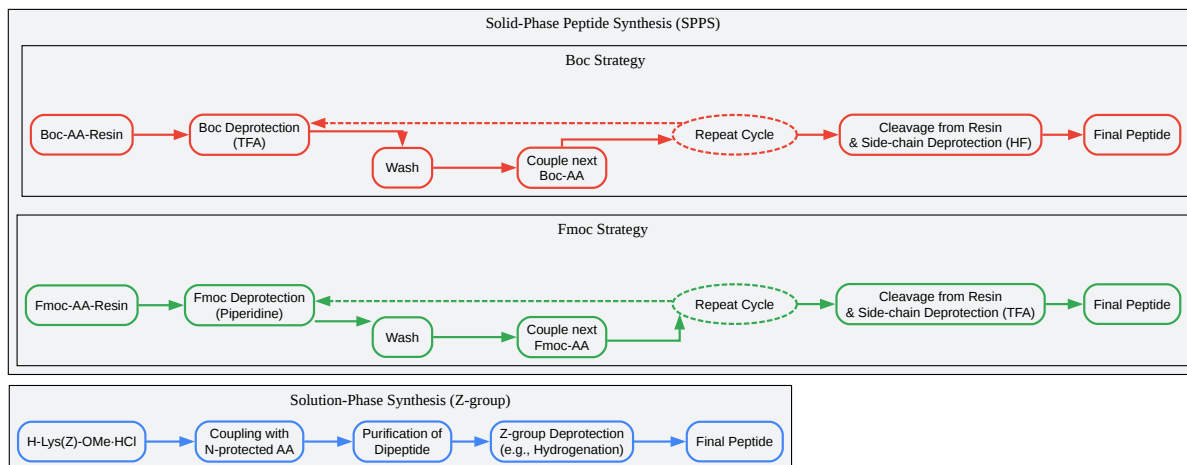 Solid-Phase Peptide Synthesis (SPPS)
Boc Strategy
Boc-AA-Resin
Boc Deprotection
(TFA)
Wash
Couple next
Boc-AA
Repeat Cycle
Cleavage from Resin
& Side-chain Deprotection (HF)
Final Peptide
Fmoc Strategy
Fmoc-AA-Resin
Fmoc Deprotection
(Piperidine)
Wash
Couple next
Fmoc-AA
Repeat Cycle
Cleavage from Resin
& Side-chain Deprotection (TFA)
Final Peptide
Solution-Phase Synthesis (Z-group)
H-Lys(Z)-OMe·HCl
Coupling with
N-protected AA
Purification of
Dipeptide
Z-group Deprotection
(e.g., Hydrogenation)
Final Peptide